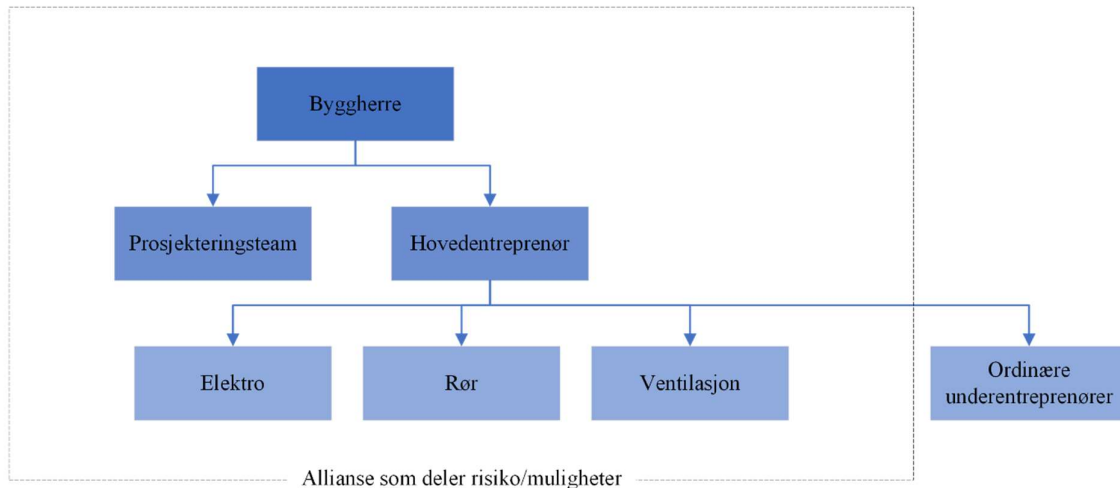 Byggherre
Prosjekteringsteam
Hovedentreprenør
Elektro
Rør
Ventilasjon
Ordinære
underentreprenører
Allianse som deler risiko/muligheter